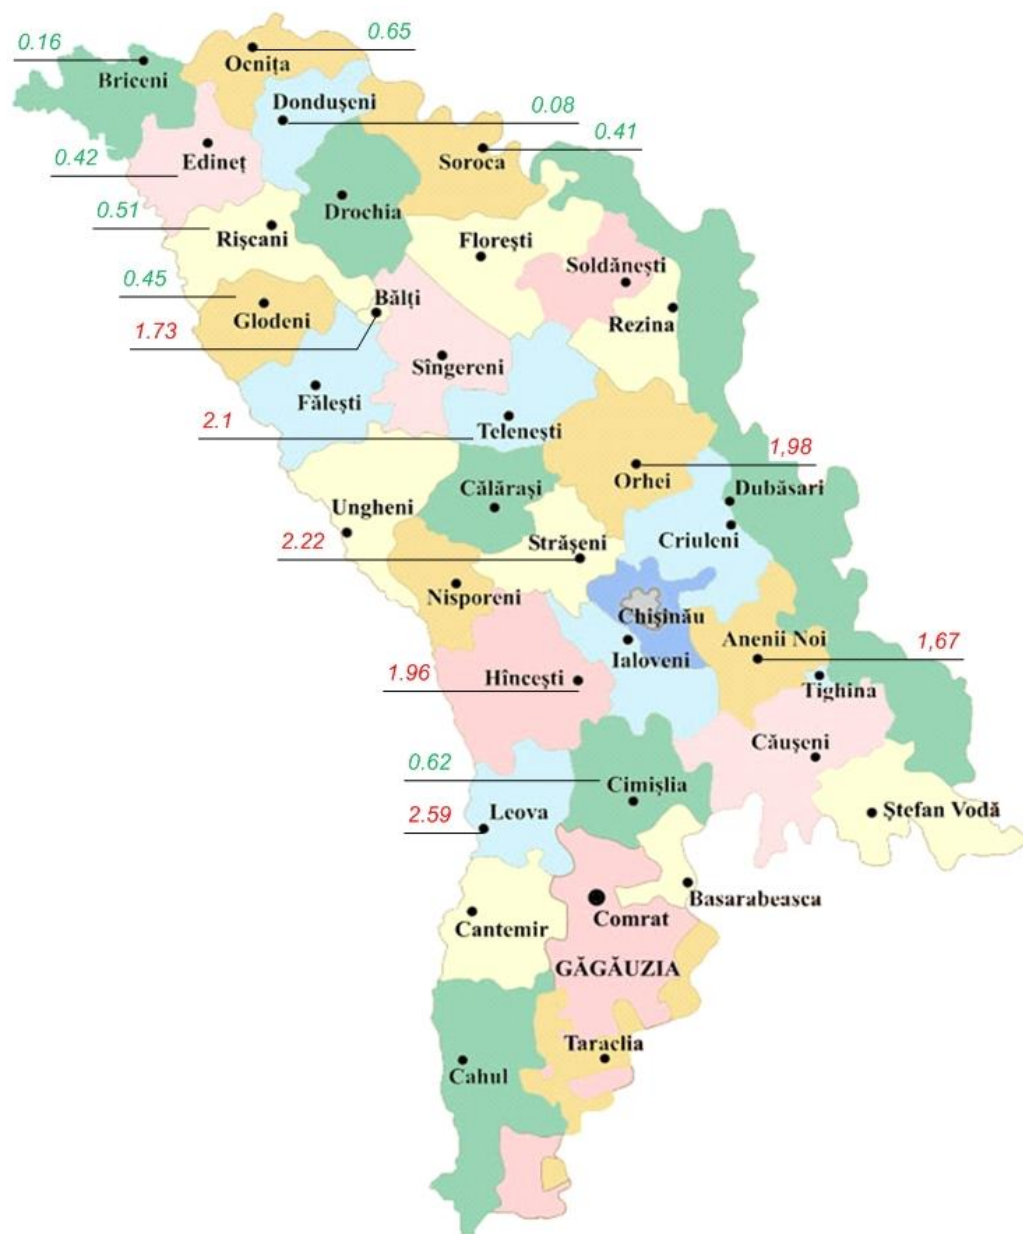 0.65
0.16
Ocnița
Briceni
Dondușeni
0.08
0.41
0.42
Edineț
Soroca
0.51
Drochia
Rîșcani
Florești
Soldănești
0.45
Bălți
Glodeni
Rezina
1.73
Sîngereni
Fălești
2.1
Telenești
1,98
Orhei
Călărași
Dubăsari
Ungheni
Criuleni
Strășeni
2.22
Nisporeni
Chișinău
Anenii Noi
1,67
Ialoveni
1.96
Hîncești
Tighina
Căușeni
0.62
Cimișlia
Leova
2.59
Ștefan Vodă
Basarabeasca
Cantemir
Comrat
GĂGĂUZIA
Taraclia
Cahul